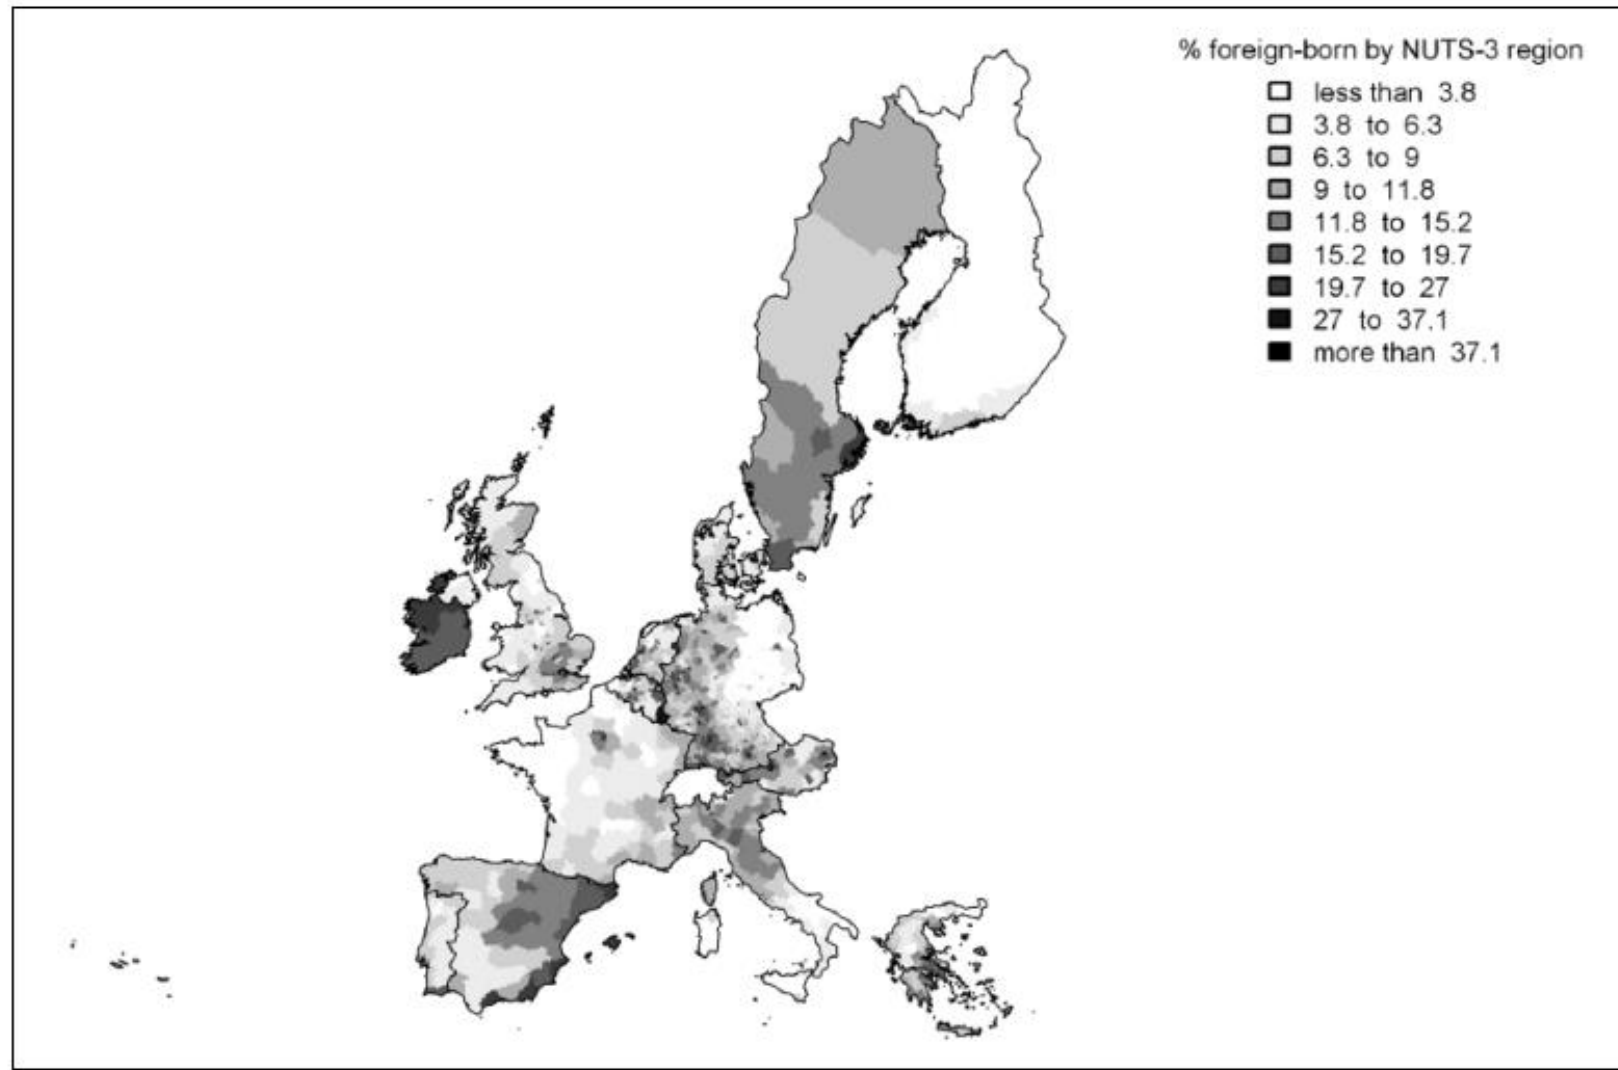 % foreign-born by NUTS-3 region
less than 3.8
3.8 to 6.3
6.3 to 9
9 to 11.8
11.8 to 15.2
15.2 to 19.7
19.7 to 27
27 to 37.1
more than 37.1